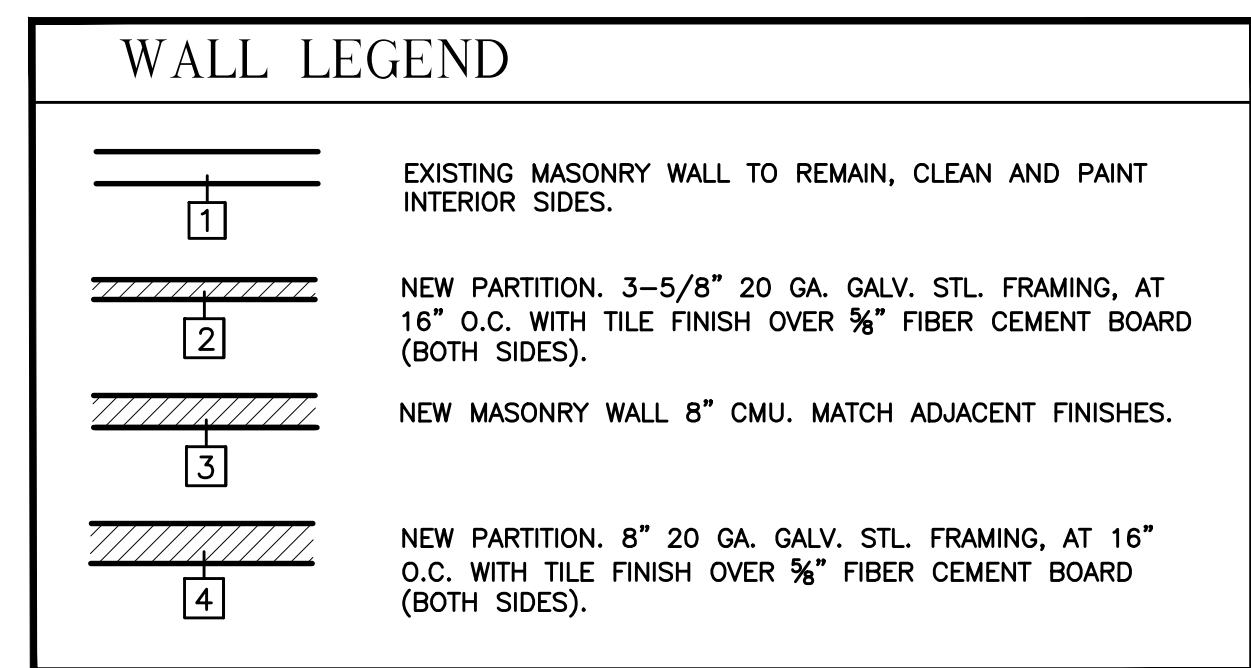 WALL LEGEND
EXISTING MASONRY WALL TO REMAIN, CLEAN AND PAINT
INTERIOR SIDES.
1
NEW PARTITION. 3-5/8" 20 GA. GALV. STL. FRAMING, AT
16" O.C. WITH TILE FINISH OVER ⅝" FIBER CEMENT BOARD
(BOTH SIDES).
2
NEW MASONRY WALL 8" CMU. MATCH ADJACENT FINISHES.
3
NEW PARTITION. 8" 20 GA. GALV. STL. FRAMING, AT 16"
O.C. WITH TILE FINISH OVER ⅝" FIBER CEMENT BOARD
(BOTH SIDES).
4